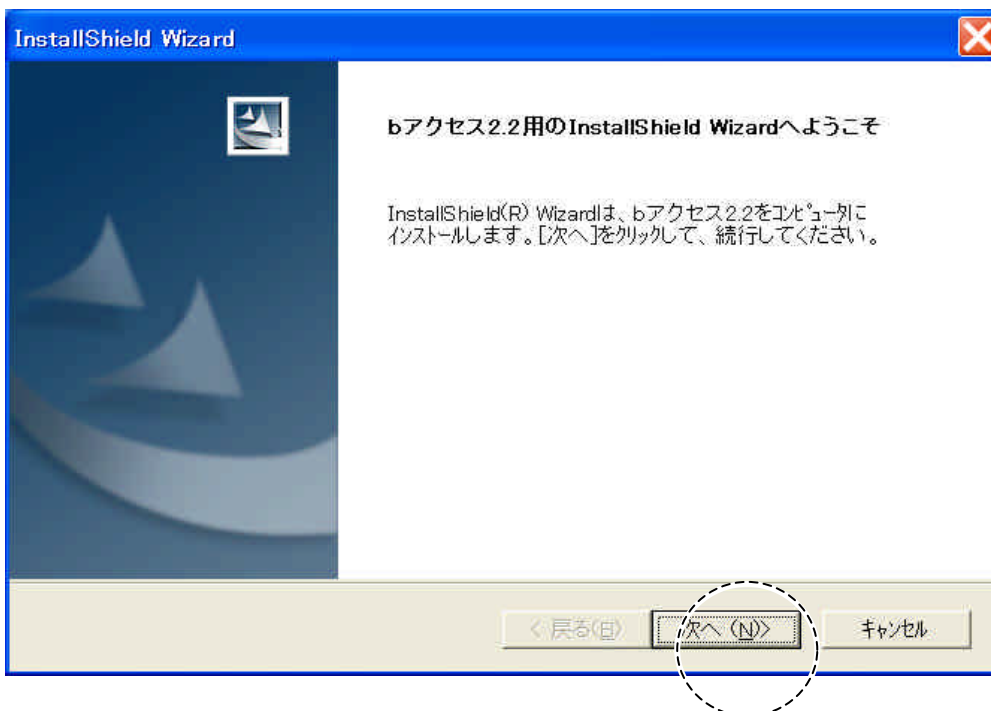 InstallShield Wizard
bアクセス2.2用のInstallShield Wizardへようこそ
InstallShield(R) Wizardは、bアクセス2.2をｺﾝﾋﾟｭｰﾀに
ｲﾝｽﾄｰﾙします。[次へ]をｸﾘｯｸして、続行してください。
< 戻る(B) 次へ (N)> ｷｬﾝｾﾙ